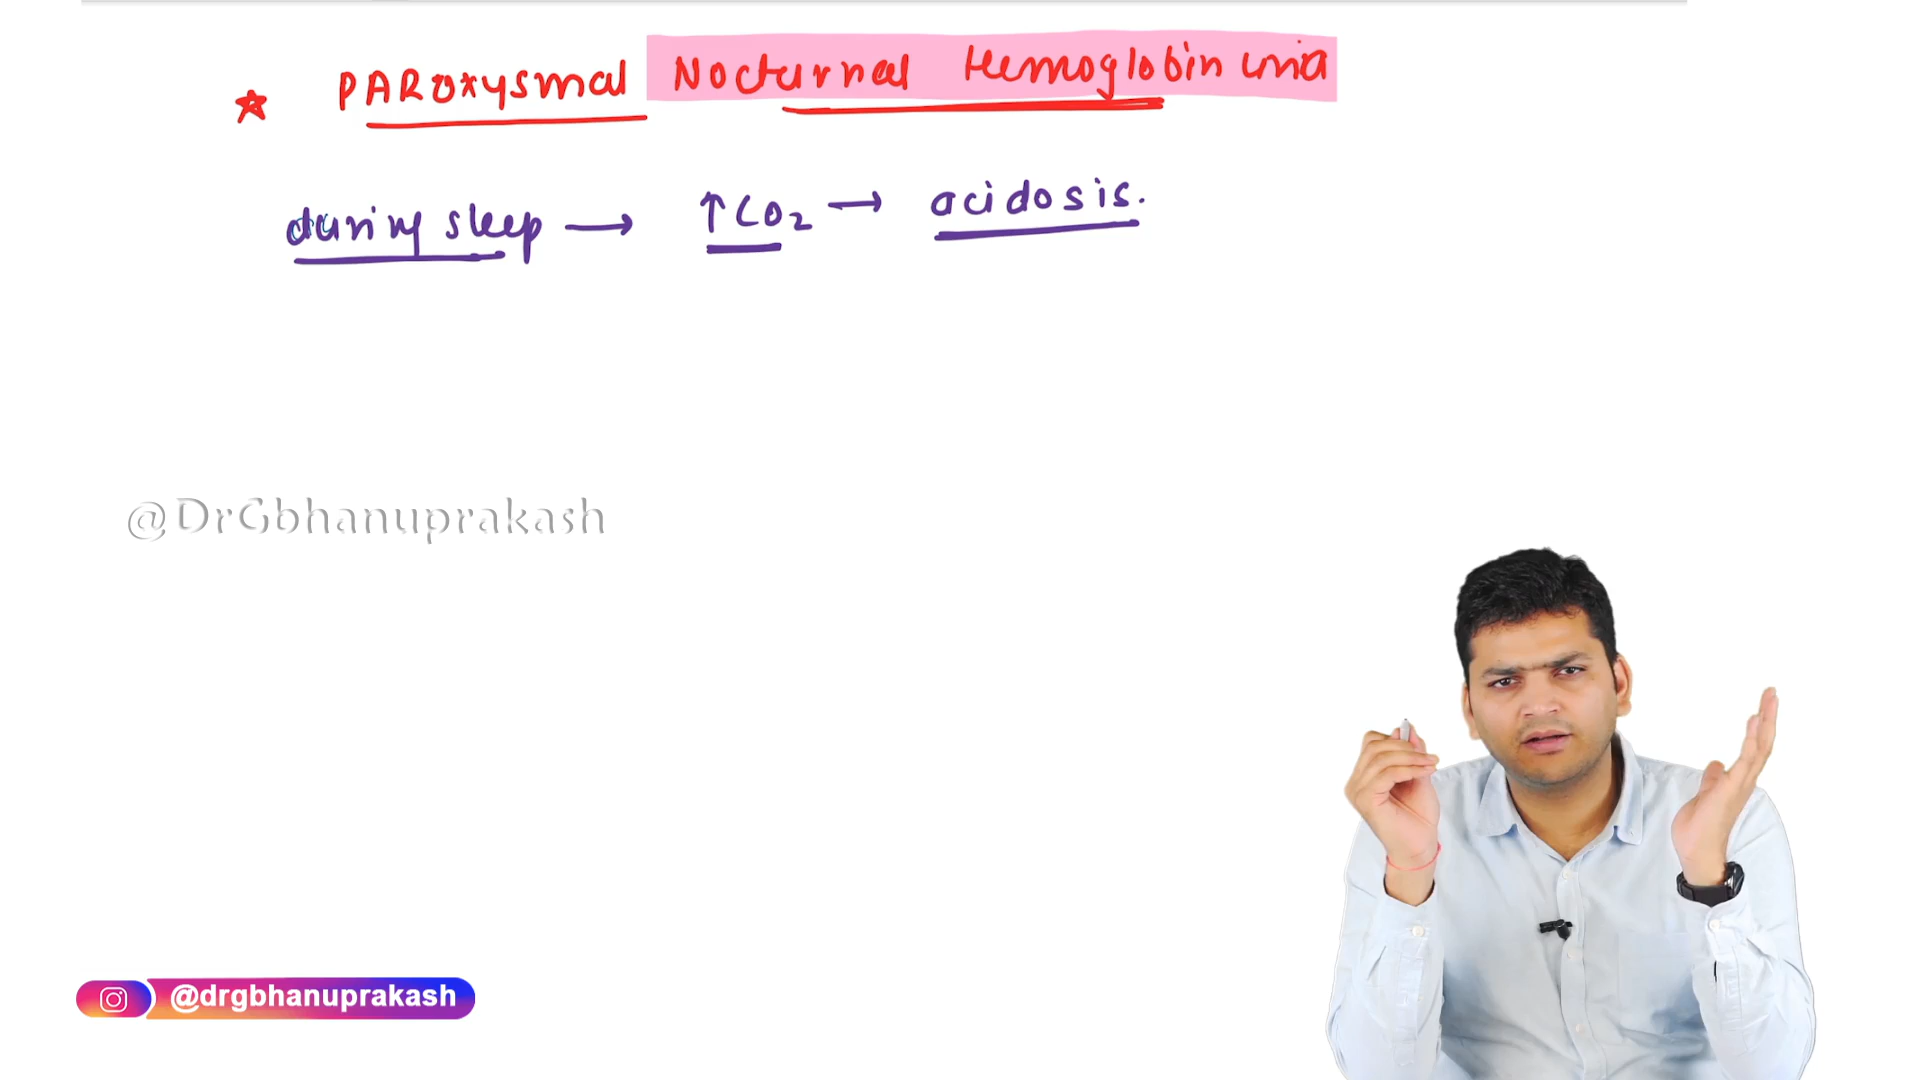 ★ PARoxysmal Nocturnal Hemoglobinuria
during sleep → ↑CO₂ → acidosis.
@DrGbhanuprakash
@drgbhanuprakash